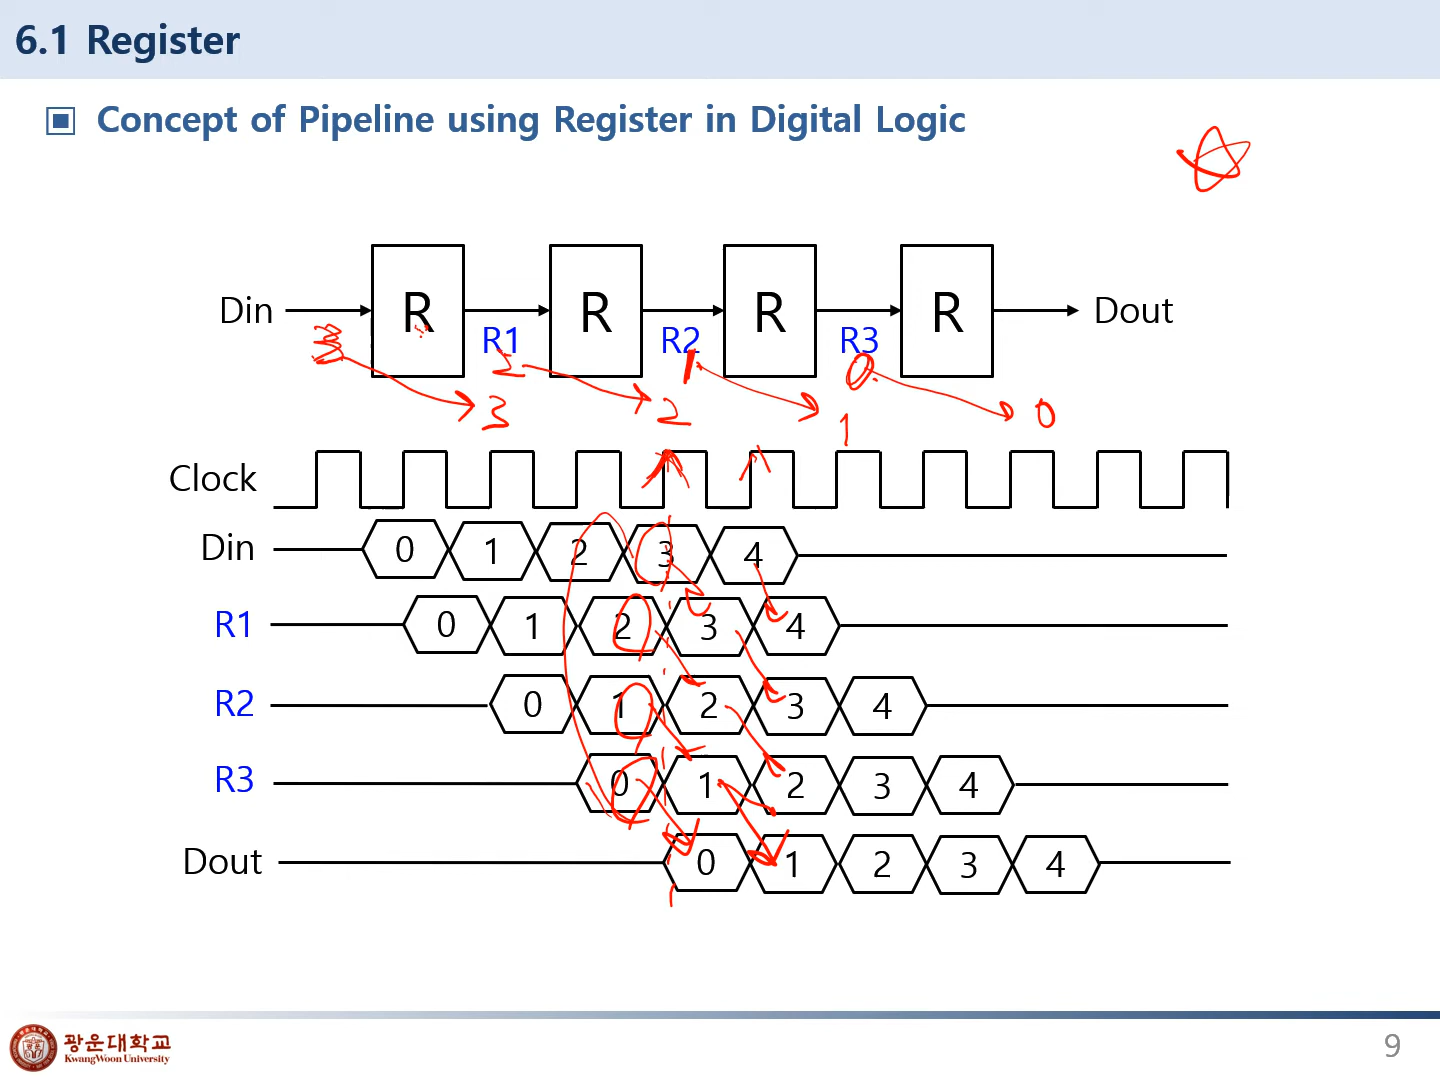 6.1 Register
Concept of Pipeline using Register in Digital Logic
Din R R R R Dout
R1 R2 R3
2 1 0
3 2 1 0
Clock
Din 0 1 2 3 4
R1 0 1 2 3 4
R2 0 1 2 3 4
R3 0 1 2 3 4
Dout 0 1 2 3 4
광운대학교
KwangWoon University
9